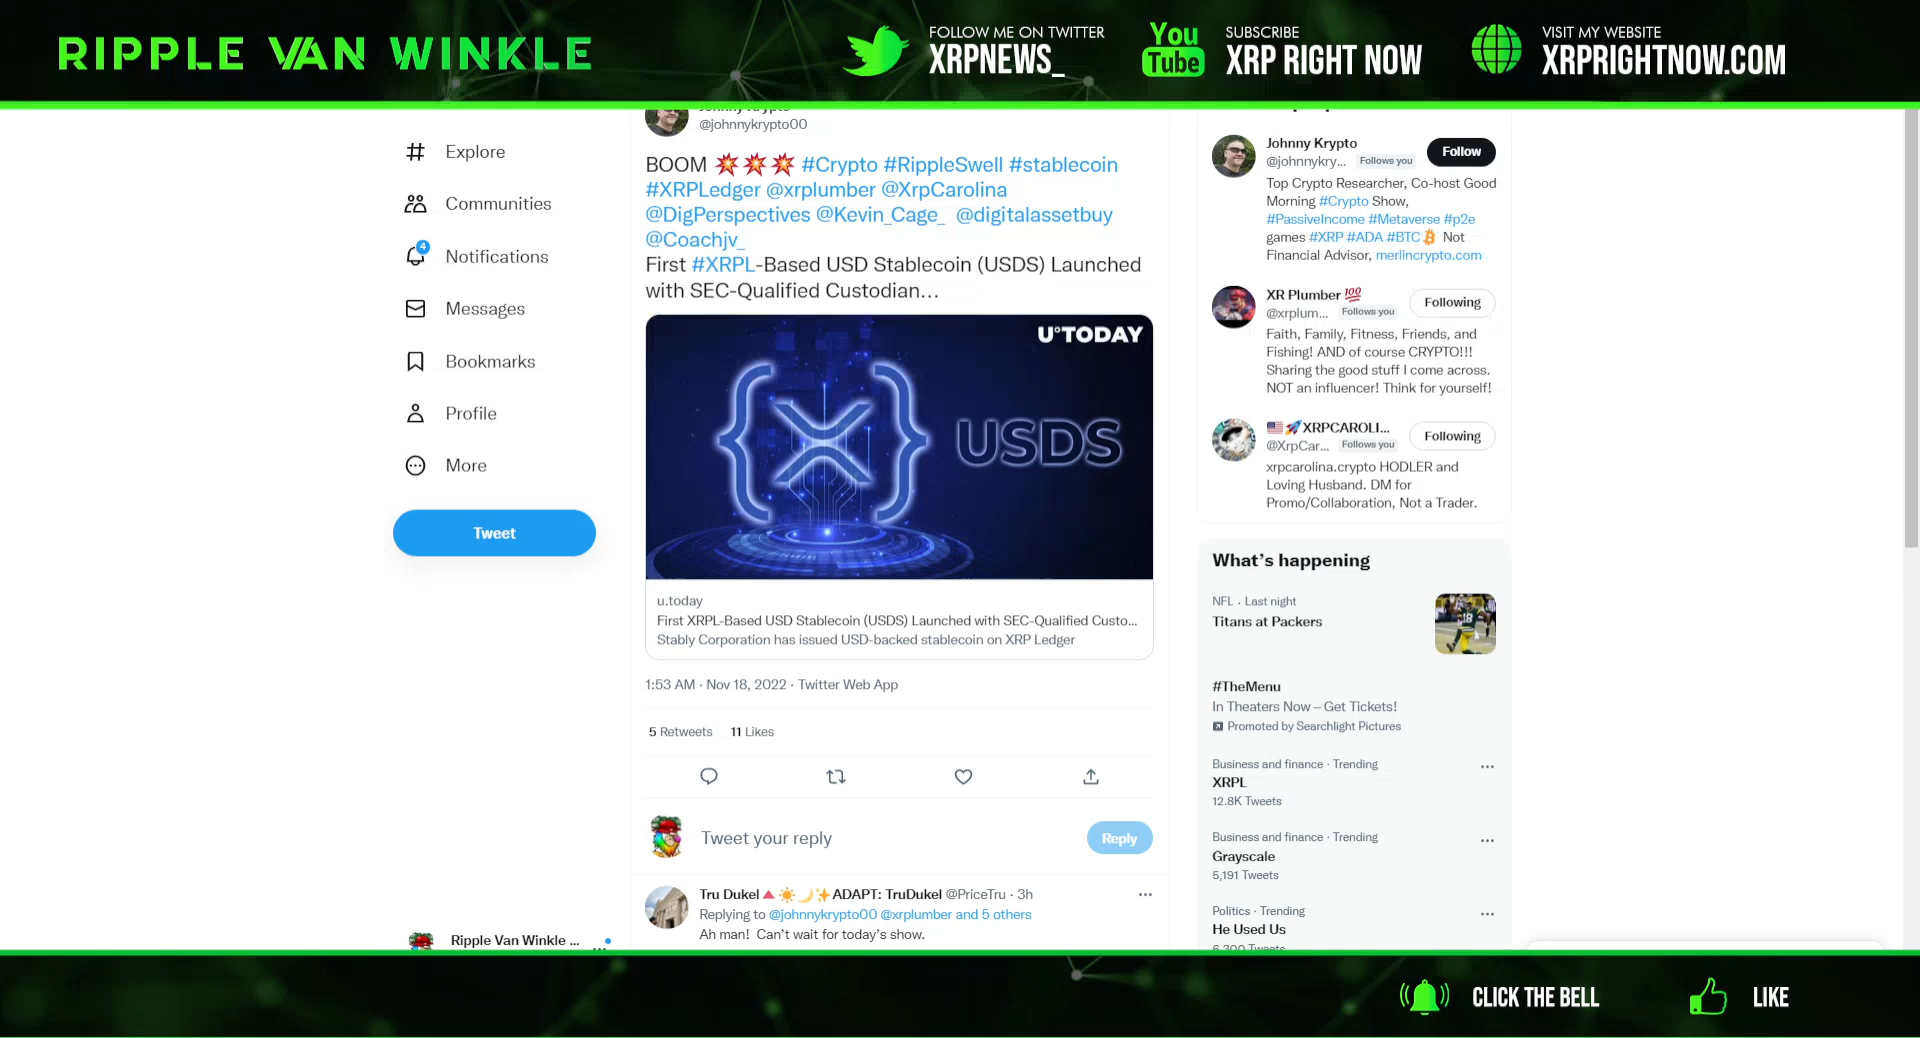 RIPPLE VAN WINKLE
FOLLOW ME ON TWITTER
XRPNEWS_
You
Tube
SUBSCRIBE
XRP RIGHT NOW
VISIT MY WEBSITE
XRPRIGHTNOW.COM
Explore
Communities
4
Notifications
Messages
Bookmarks
Profile
More
Tweet
Ripple Van Winkle ...
@johnnykrypto00
BOOM 💥💥💥 #Crypto #RippleSwell #stablecoin
#XRPLedger @xrplumber @XrpCarolina
@DigPerspectives @Kevin_Cage_ @digitalassetbuy
@Coachjv_
First #XRPL-Based USD Stablecoin (USDS) Launched
with SEC-Qualified Custodian…
U°TODAY
USDS
u.today
First XRPL-Based USD Stablecoin (USDS) Launched with SEC-Qualified Custo...
Stably Corporation has issued USD-backed stablecoin on XRP Ledger
1:53 AM · Nov 18, 2022 · Twitter Web App
5 Retweets 11 Likes
Tweet your reply
Reply
Tru Dukel🔺☀️🌙✨ADAPT: TruDukel @PriceTru · 3h
Replying to @johnnykrypto00 @xrplumber and 5 others
Ah man! Can't wait for today's show.
Johnny Krypto
@johnnykry... Follows you
Follow
Top Crypto Researcher, Co-host Good
Morning #Crypto Show,
#PassiveIncome #Metaverse #p2e
games #XRP #ADA #BTC Not
Financial Advisor, merlincrypto.com
XR Plumber 💯
@xrplum... Follows you
Following
Faith, Family, Fitness, Friends, and
Fishing! AND of course CRYPTO!!!
Sharing the good stuff I come across.
NOT an influencer! Think for yourself!
🇺🇸🚀XRPCAROLI...
@XrpCar... Follows you
Following
xrpcarolina.crypto HODLER and
Loving Husband. DM for
Promo/Collaboration, Not a Trader.
What's happening
NFL · Last night
Titans at Packers
#TheMenu
In Theaters Now – Get Tickets!
Promoted by Searchlight Pictures
Business and finance · Trending
XRPL
12.8K Tweets
Business and finance · Trending
Grayscale
5,191 Tweets
Politics · Trending
He Used Us
6,300 Tweets
CLICK THE BELL
LIKE